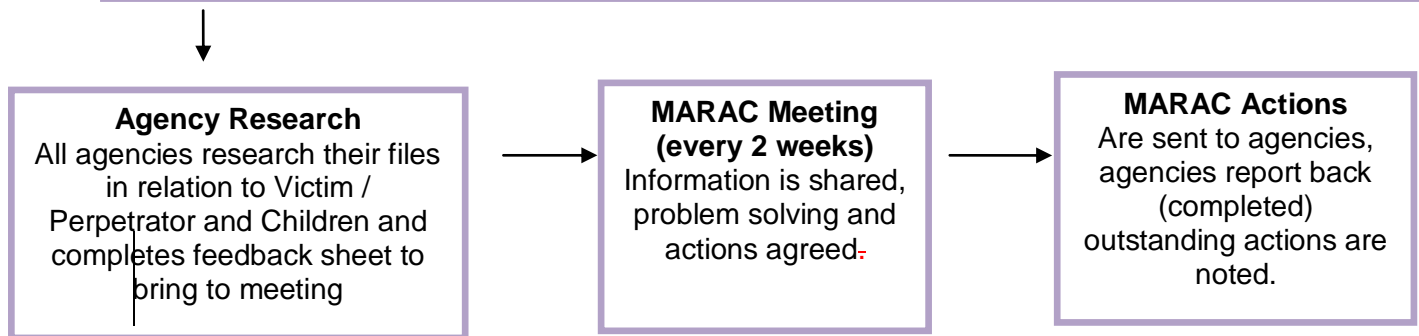 Agency Research
All agencies research their files
in relation to Victim /
Perpetrator and Children and
completes feedback sheet to
bring to meeting
MARAC Meeting
(every 2 weeks)
Information is shared,
problem solving and
actions agreed.
MARAC Actions
Are sent to agencies,
agencies report back
(completed)
outstanding actions are
noted.